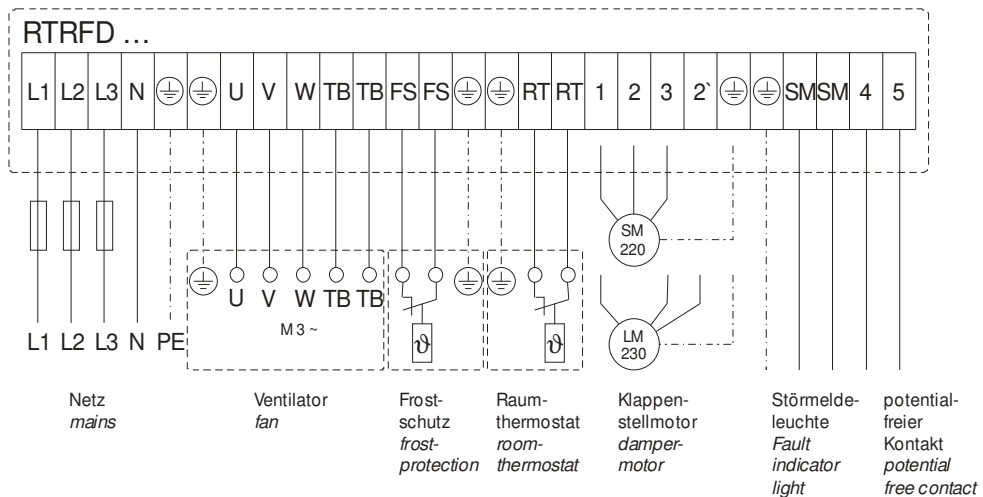 RTRFD ...
L1 L2 L3 N U V W TB TB FS FS RT RT 1 2 3 2` SM SM 4 5
SM
220
U V W TB TB
M 3 ~
ϑ ϑ
LM
230
L1 L2 L3 N PE
Netz
mains
Ventilator
fan
Frost-
schutz
frost-
protection
Raum-
thermostat
room-
thermostat
Klappen-
stellmotor
damper-
motor
Störmelde-
leuchte
Fault
indicator
light
potential-
freier
Kontakt
potential
free contact